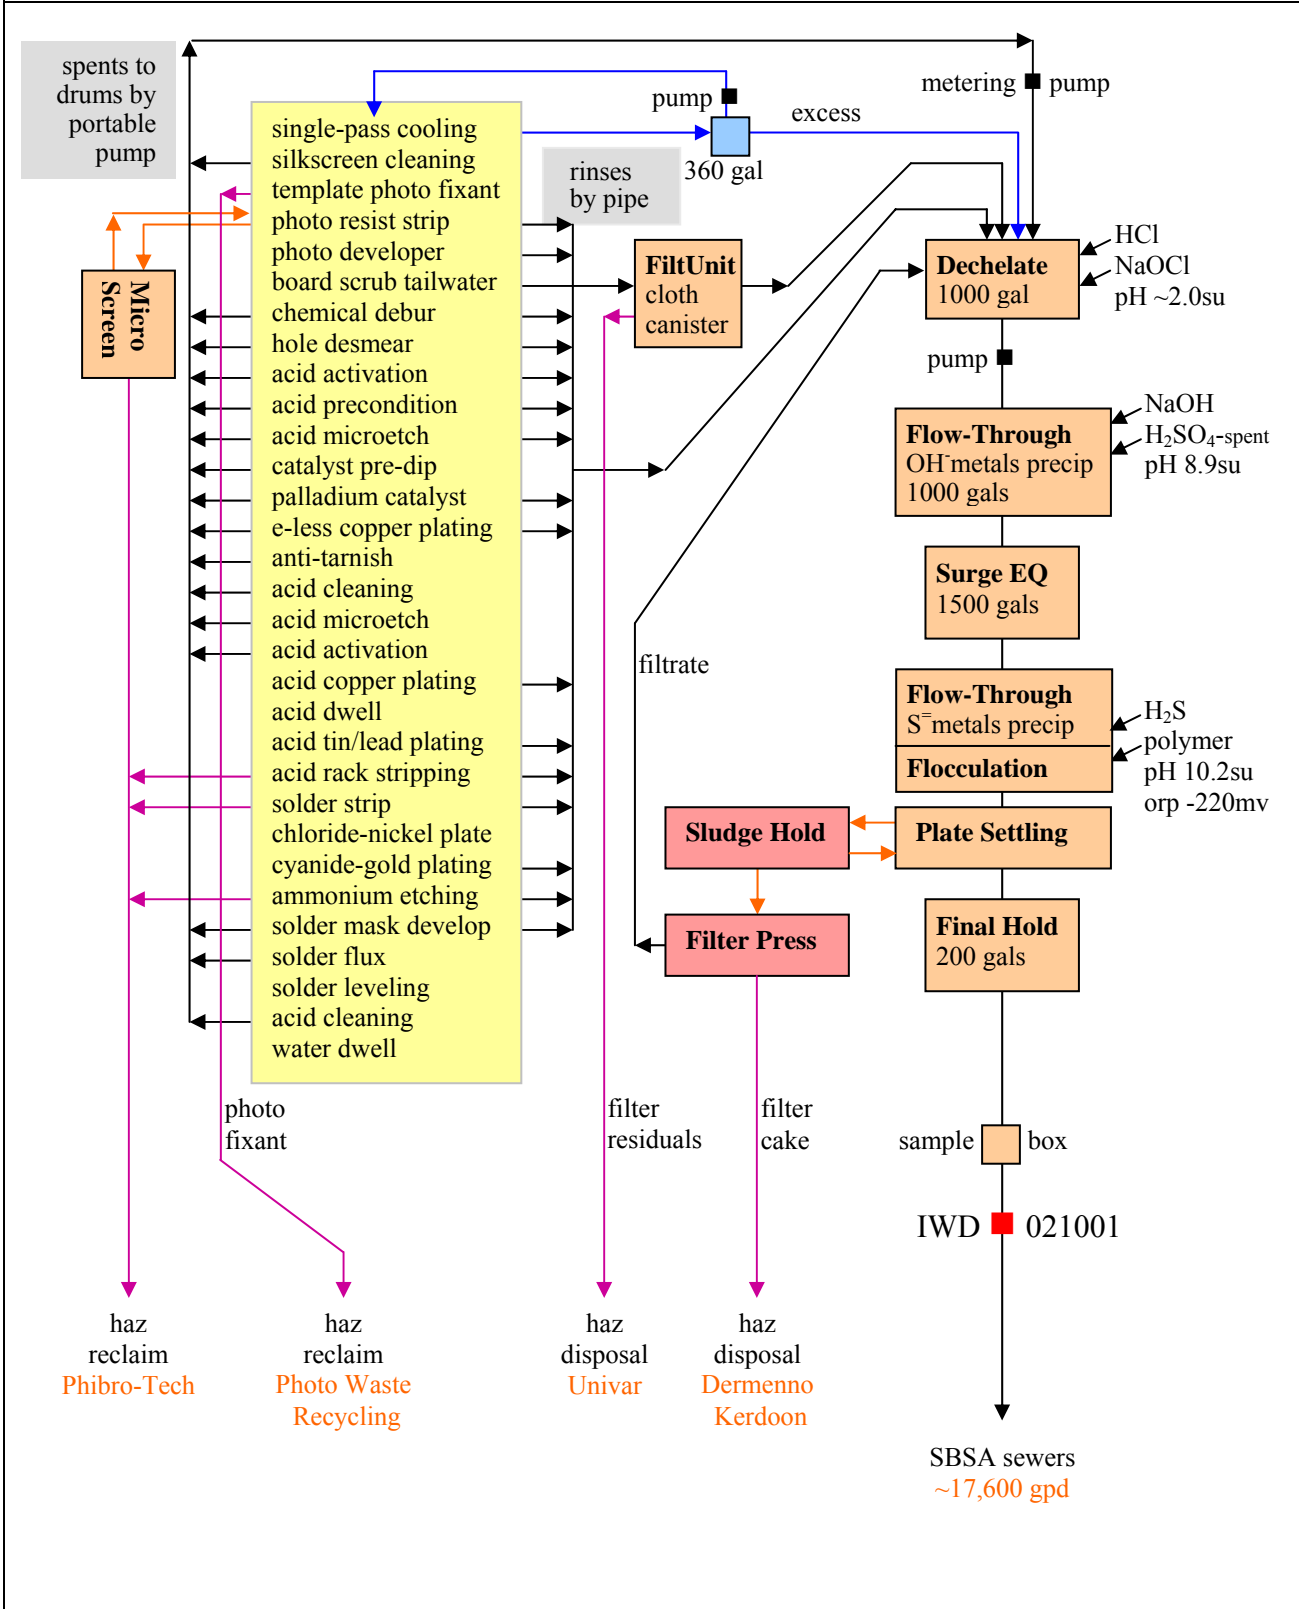 spents to
drums by
portable
pump
metering pump
pump
excess
360 gal
rinses
by pipe
single-pass cooling
silkscreen cleaning
template photo fixant
photo resist strip
photo developer
board scrub tailwater
chemical debur
hole desmear
acid activation
acid precondition
acid microetch
catalyst pre-dip
palladium catalyst
e-less copper plating
anti-tarnish
acid cleaning
acid microetch
acid activation
acid copper plating
acid dwell
acid tin/lead plating
acid rack stripping
solder strip
chloride-nickel plate
cyanide-gold plating
ammonium etching
solder mask develop
solder flux
solder leveling
acid cleaning
water dwell
Micro
Screen
FiltUnit
cloth
canister
Dechelate
1000 gal
HCl
NaOCl
pH ~2.0su
pump
Flow-Through
OH⁻metals precip
1000 gals
NaOH
H₂SO₄-spent
pH 8.9su
Surge EQ
1500 gals
filtrate
Flow-Through
S⁼metals precip
Flocculation
H₂S
polymer
pH 10.2su
orp -220mv
Sludge Hold
Plate Settling
Filter Press
Final Hold
200 gals
photo
fixant
filter
residuals
filter
cake
sample box
IWD 021001
haz
reclaim
Phibro-Tech
haz
reclaim
Photo Waste
Recycling
haz
disposal
Univar
haz
disposal
Dermenno
Kerdoon
SBSA sewers
~17,600 gpd